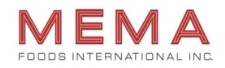 MEMA
FOODS INTERNATIONAL INC.